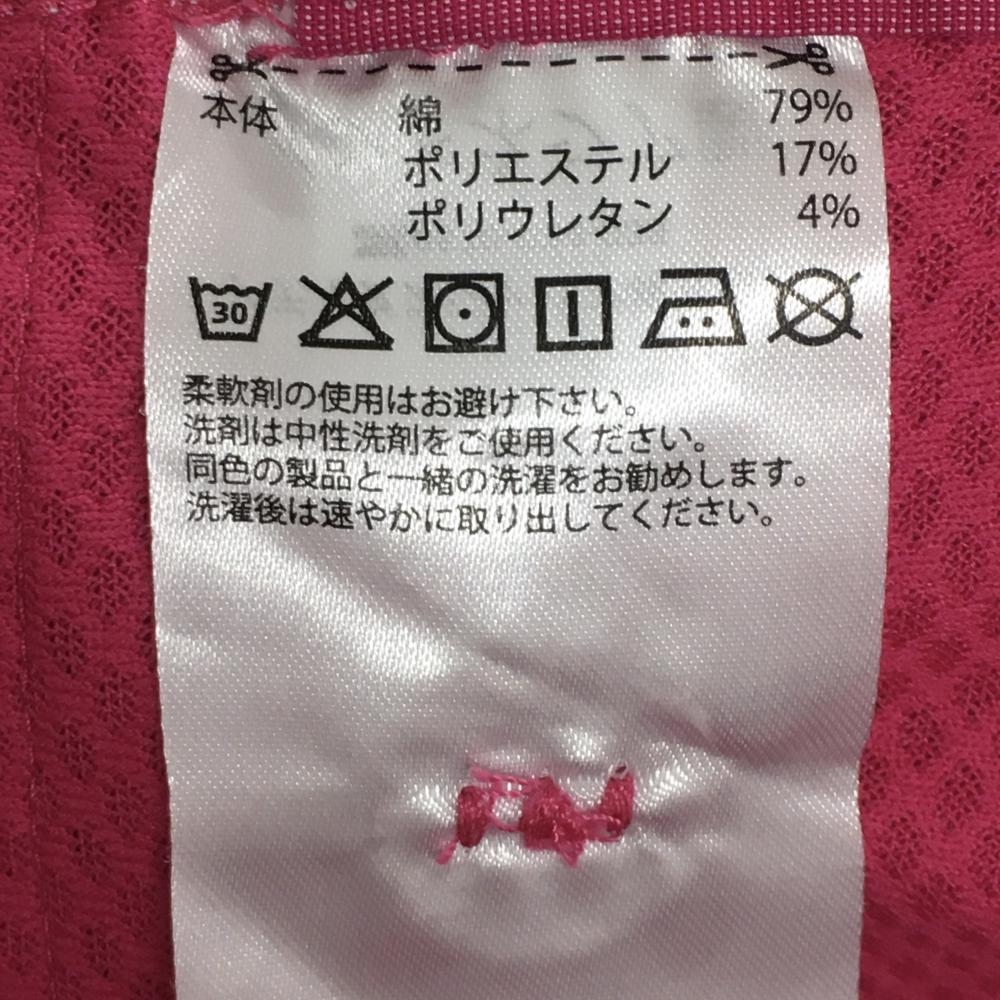 本体 綿 79%
ポリエステル 17%
ポリウレタン 4%
30
柔軟剤の使用はお避け下さい。
洗剤は中性洗剤をご使用ください。
同色の製品と一緒の洗濯をお勧めします。
洗濯後は速やかに取り出してください。